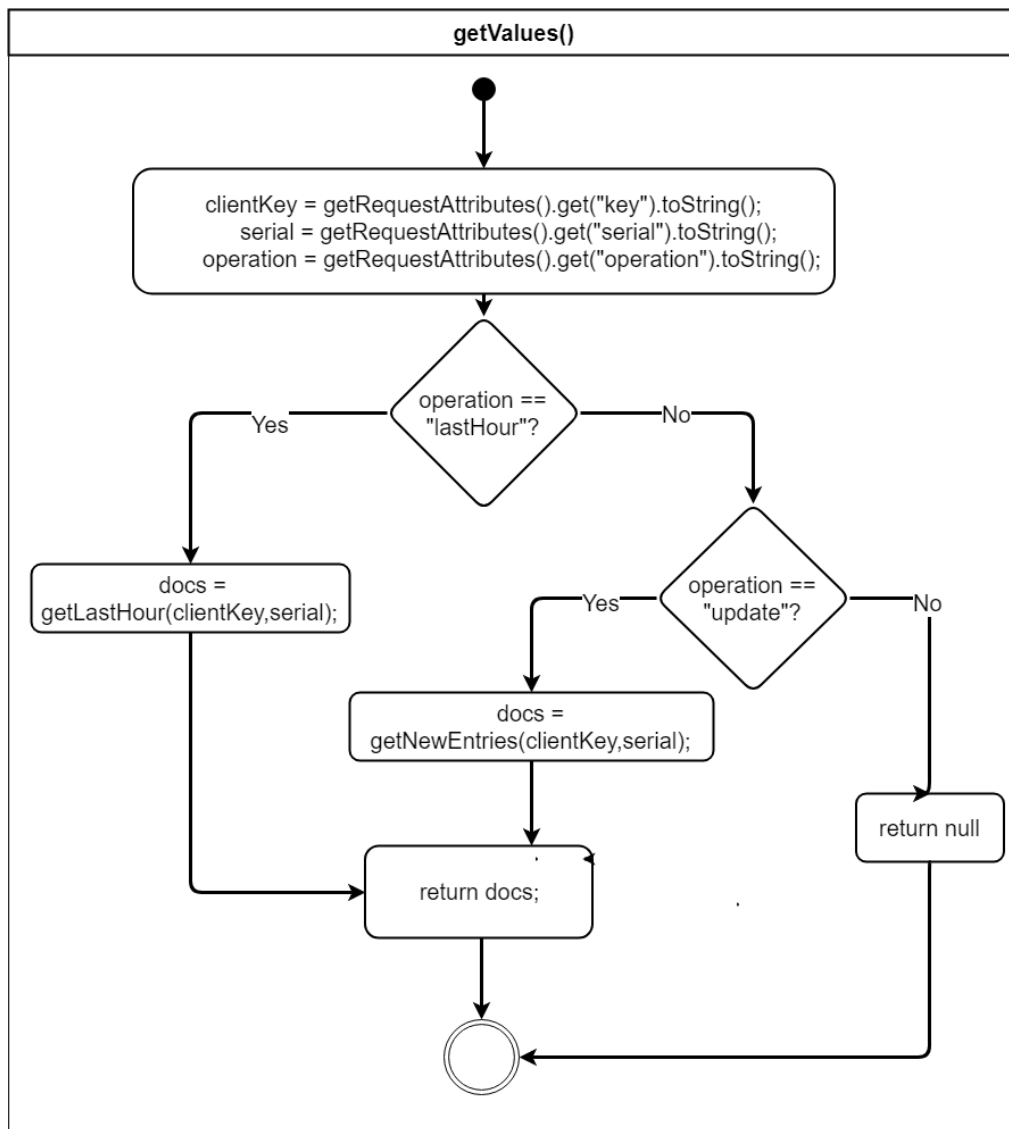 getValues()
clientKey = getRequestAttributes().get("key").toString();
serial = getRequestAttributes().get("serial").toString();
operation = getRequestAttributes().get("operation").toString();
operation ==
"lastHour"?
Yes
No
docs =
getLastHour(clientKey,serial);
operation ==
"update"?
Yes
No
docs =
getNewEntries(clientKey,serial);
return null
return docs;